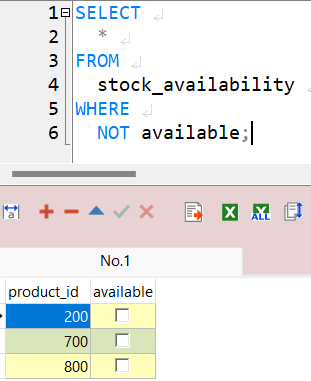 1 SELECT
2 *
3 FROM
4 stock_availability
5 WHERE
6 NOT available;
a X X ALL
No.1
product_id available
200
700
800